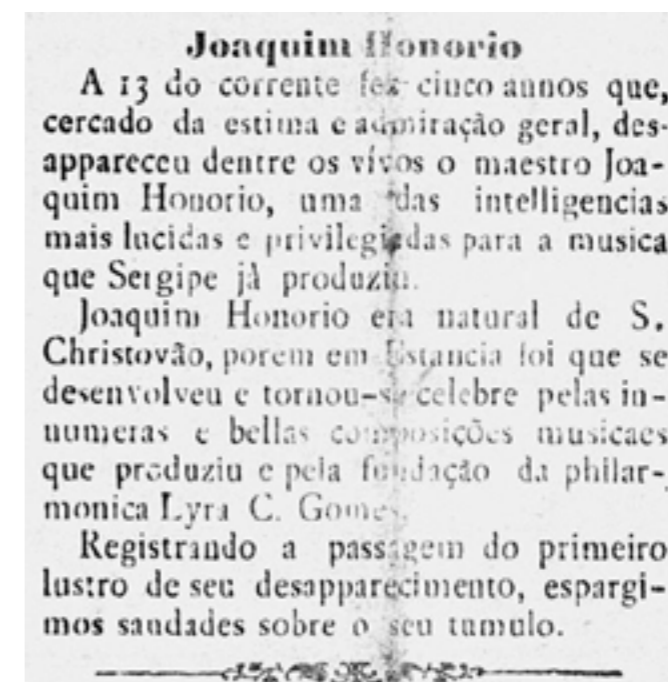 Joaquim Honorio
A 13 do corrente fez cinco annos que,
cercado da estima e admiração geral, des-
appareceu dentre os vivos o maestro Joa-
quim Honorio, uma das intelligencias
mais lucidas e privilegiadas para a musica
que Sergipe jà produziu.
Joaquim Honorio era natural de S.
Christovão, porem em Estancia foi que se
desenvolveu e tornou-se celebre pelas in-
numeras e bellas composições musicaes
que produziu e pela fundação da philar-
monica Lyra C. Gomes.
Registrando a passagem do primeiro
lustro de seu desapparecimento, espargi-
mos saudades sobre o seu tumulo.